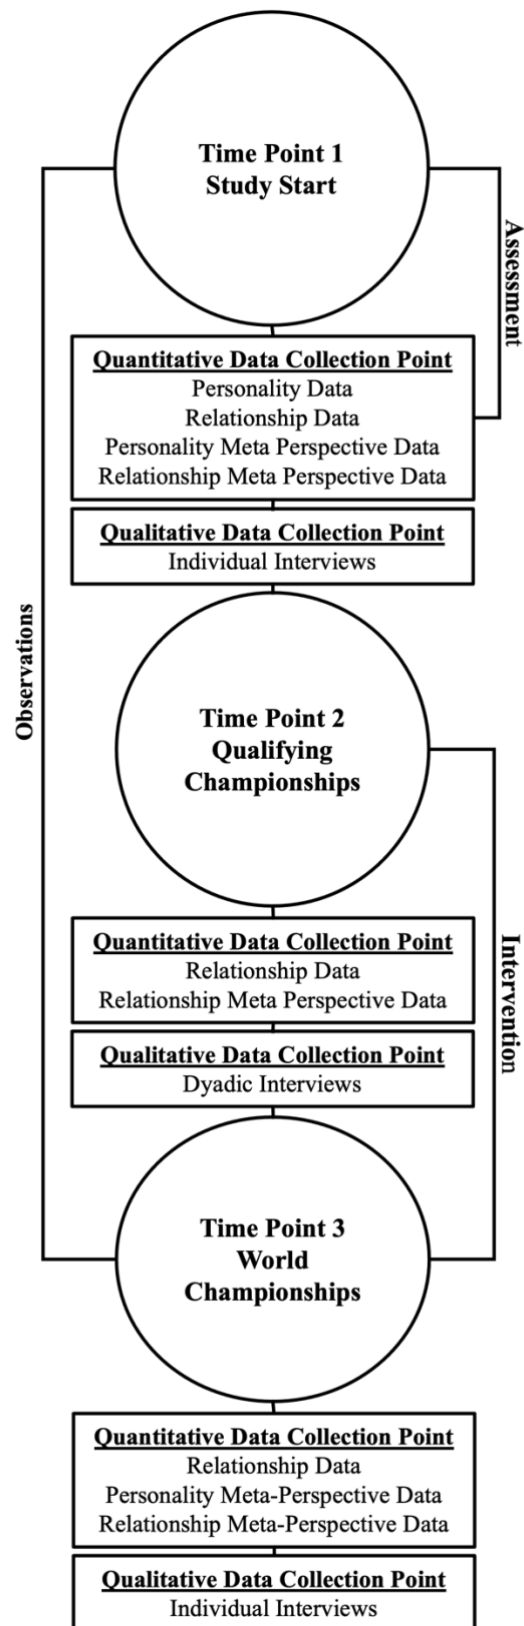 Time Point 1
Study Start
Assessment
Quantitative Data Collection Point
Personality Data
Relationship Data
Personality Meta Perspective Data
Relationship Meta Perspective Data
Qualitative Data Collection Point
Individual Interviews
Observations
Time Point 2
Qualifying
Championships
Intervention
Quantitative Data Collection Point
Relationship Data
Relationship Meta Perspective Data
Qualitative Data Collection Point
Dyadic Interviews
Time Point 3
World
Championships
Quantitative Data Collection Point
Relationship Data
Personality Meta-Perspective Data
Relationship Meta-Perspective Data
Qualitative Data Collection Point
Individual Interviews